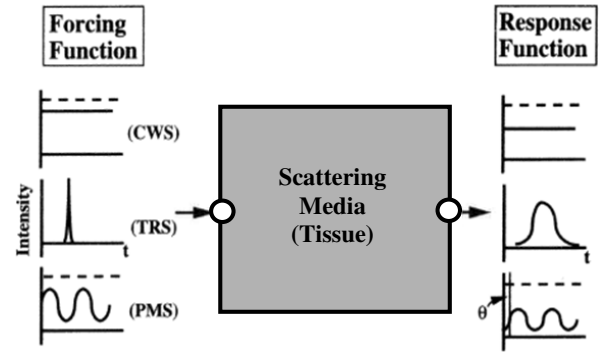 Forcing
Function
Response
Function
(CWS)
Intensity
(TRS)
t
(PMS)
Scattering
Media
(Tissue)
t
θ